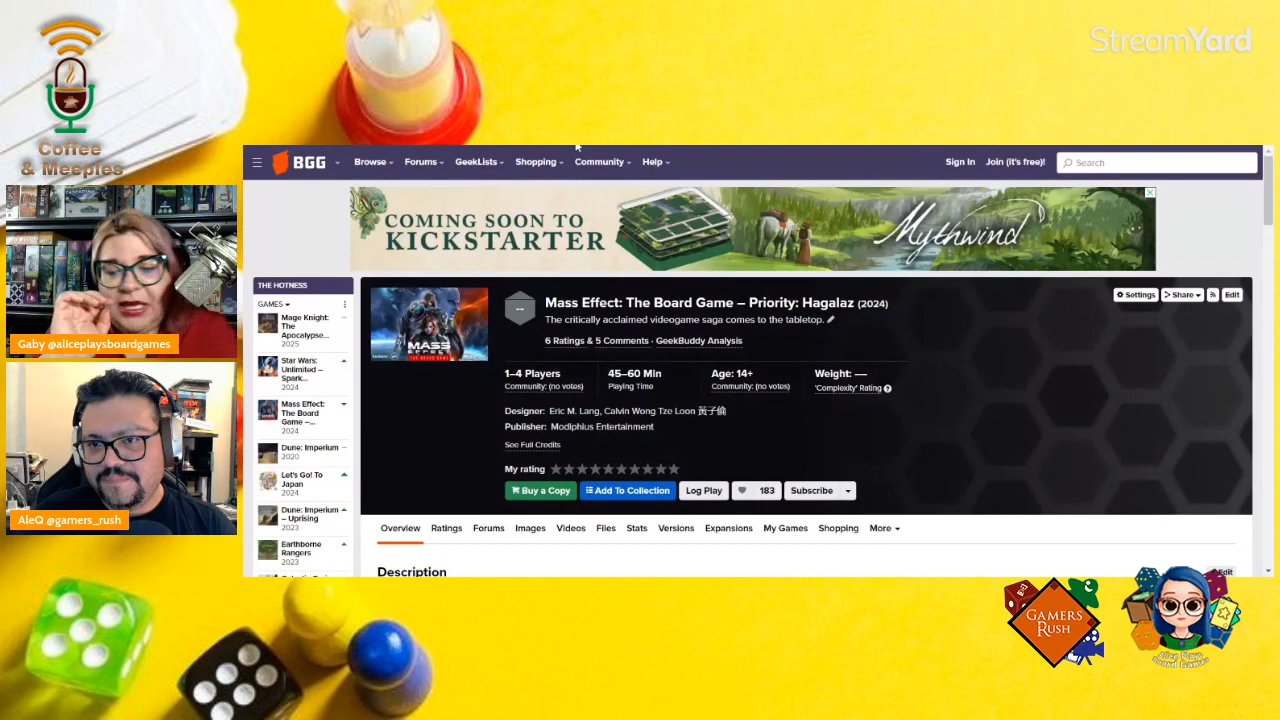 StreamYard
Coffee
& Meeples
BGG
Browse
Forums
GeekLists
Shopping
Community
Help
Sign In
Join (it's free)!
Search
COMING SOON TO
KICKSTARTER
Mythwind
THE HOTNESS
GAMES
Mage Knight:
The
Apocalypse...
2025
Star Wars:
Unlimited –
Spark...
2024
Mass Effect:
The Board
Game –...
2024
Dune: Imperium
2020
Let's Go! To
Japan
2024
Dune: Imperium
– Uprising
2023
Earthborne
Rangers
2023
MASS
EFFECT
Mass Effect: The Board Game – Priority: Hagalaz (2024)
The critically acclaimed videogame saga comes to the tabletop.
6 Ratings & 5 Comments · GeekBuddy Analysis
Settings
Share
Edit
1–4 Players
Community: (no votes)
45–60 Min
Playing Time
Age: 14+
Community: (no votes)
Weight: —
'Complexity' Rating
Designer: Eric M. Lang, Calvin Wong Tze Loon 黃子倫
Publisher: Modiphius Entertainment
See Full Credits
My rating
Buy a Copy
Add To Collection
Log Play
183
Subscribe
Overview
Ratings
Forums
Images
Videos
Files
Stats
Versions
Expansions
My Games
Shopping
More
Description
Edit
Gaby @aliceplaysboardgames
AleQ @gamers_rush
GAMERS
RUSH
Alice Plays
Board Games